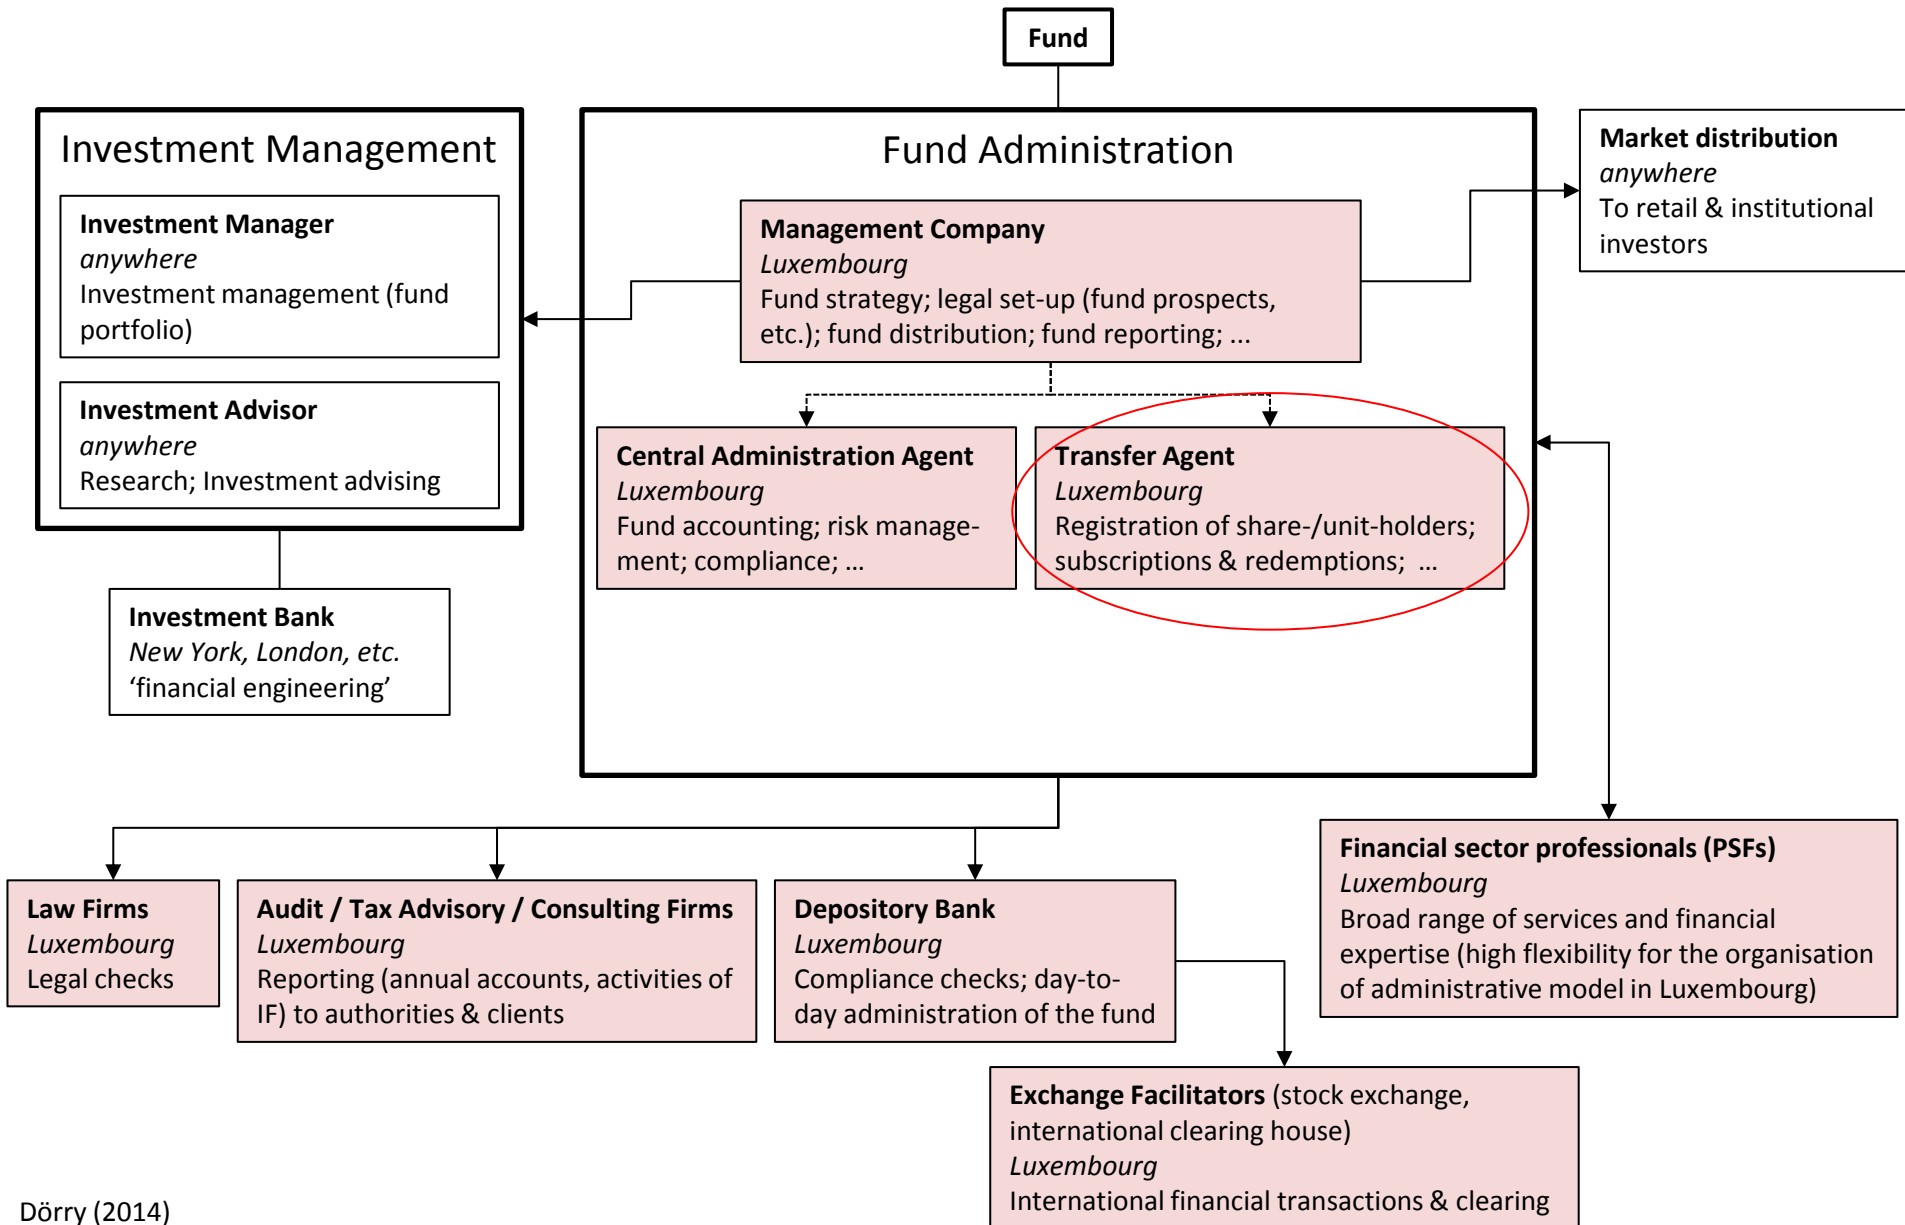 Fund
Investment Management
Investment Manager
anywhere
Investment management (fund
portfolio)
Investment Advisor
anywhere
Research; Investment advising
Investment Bank
New York, London, etc.
‘financial engineering’
Fund Administration
Management Company
Luxembourg
Fund strategy; legal set-up (fund prospects,
etc.); fund distribution; fund reporting; ...
Central Administration Agent
Luxembourg
Fund accounting; risk manage-
ment; compliance; …
Transfer Agent
Luxembourg
Registration of share-/unit-holders;
subscriptions & redemptions; …
Market distribution
anywhere
To retail & institutional
investors
Law Firms
Luxembourg
Legal checks
Audit / Tax Advisory / Consulting Firms
Luxembourg
Reporting (annual accounts, activities of
IF) to authorities & clients
Depository Bank
Luxembourg
Compliance checks; day-to-
day administration of the fund
Financial sector professionals (PSFs)
Luxembourg
Broad range of services and financial
expertise (high flexibility for the organisation
of administrative model in Luxembourg)
Exchange Facilitators (stock exchange,
international clearing house)
Luxembourg
International financial transactions & clearing
Dörry (2014)